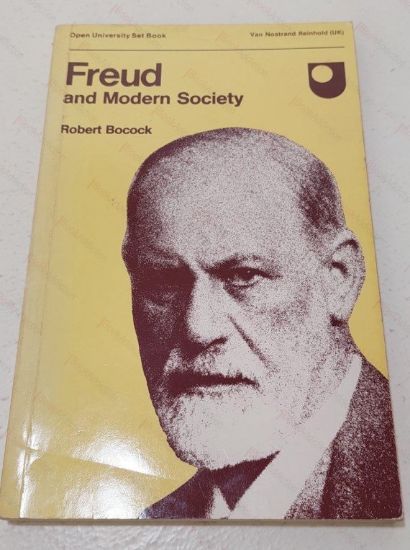 Open University Set Book
Van Nostrand Reinhold (UK)
Freud
and Modern Society
Robert Bocock